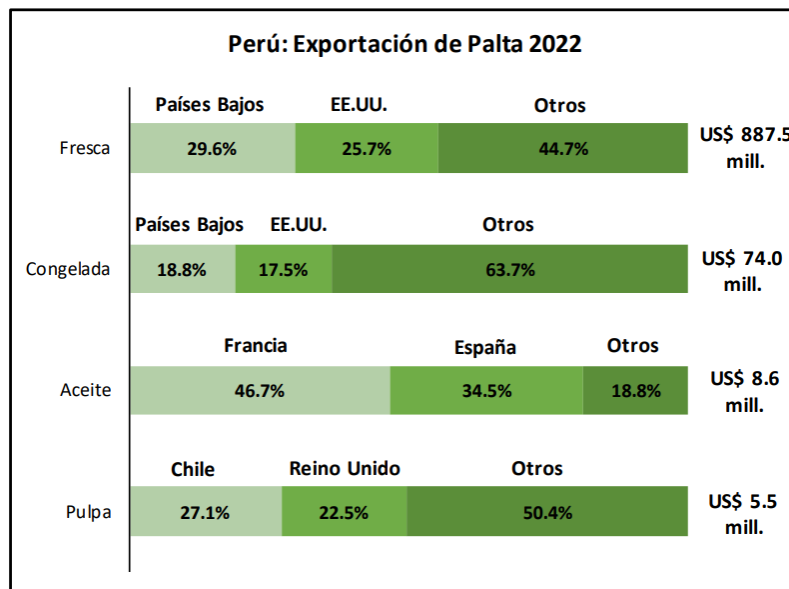 Perú: Exportación de Palta 2022
Países Bajos EE.UU. Otros
Fresca 29.6% 25.7% 44.7% US$ 887.5
mill.
Países Bajos EE.UU. Otros
Congelada 18.8% 17.5% 63.7% US$ 74.0
mill.
Francia España Otros
Aceite 46.7% 34.5% 18.8% US$ 8.6
mill.
Chile Reino Unido Otros
Pulpa 27.1% 22.5% 50.4% US$ 5.5
mill.